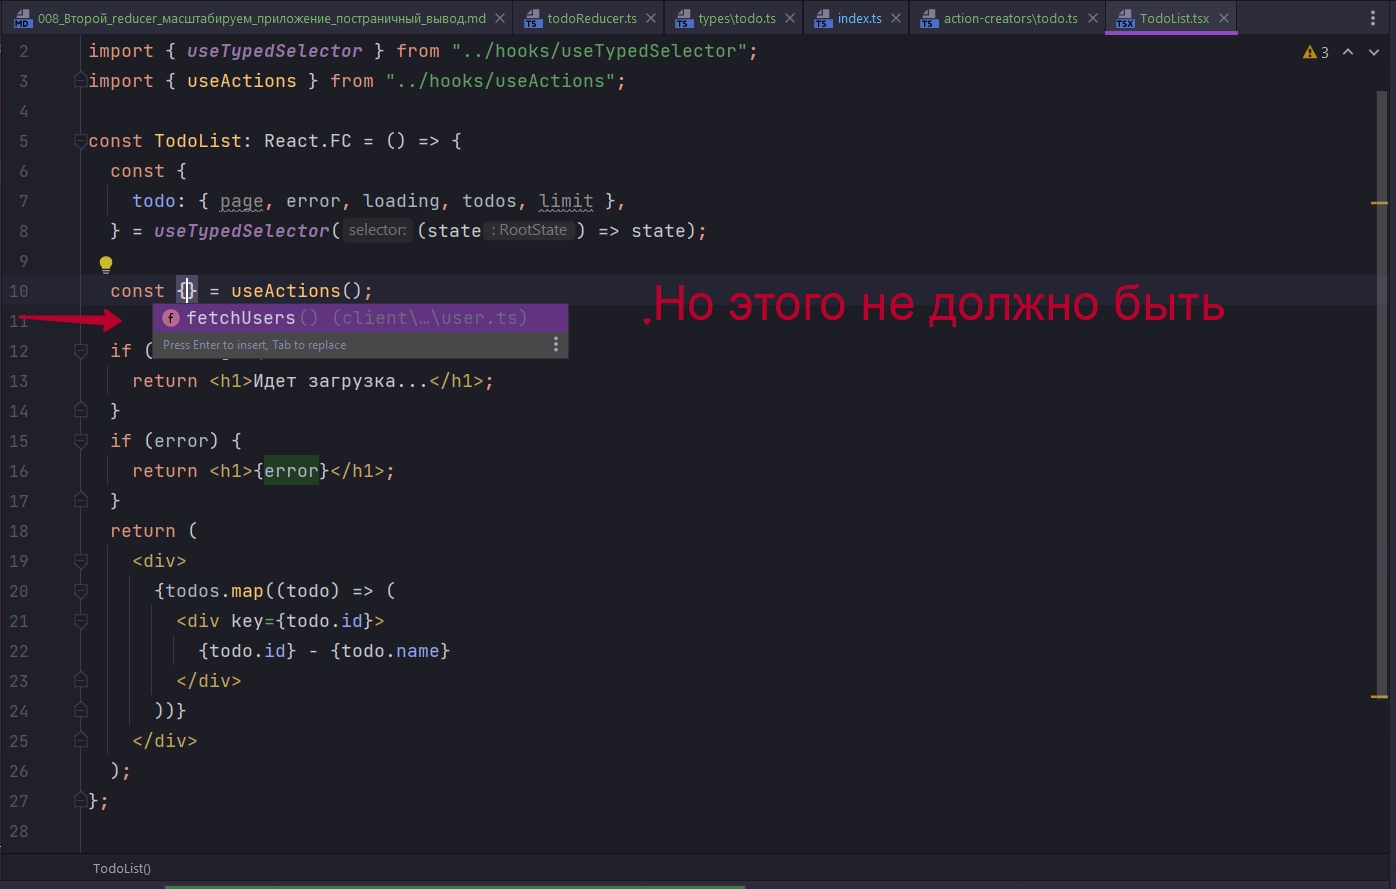 008_Второй_reducer_масштабируем_приложение_постраничный_вывод.md todoReducer.ts types\todo.ts index.ts action-creators\todo.ts TodoList.tsx
2 import { useTypedSelector } from "../hooks/useTypedSelector"; 3
3 import { useActions } from "../hooks/useActions";
4
5 const TodoList: React.FC = () => {
6 const {
7 todo: { page, error, loading, todos, limit },
8 } = useTypedSelector( selector: (state : RootState ) => state);
9
10 const {} = useActions();
Но этого не должно быть
11 fetchUsers() (client\…\user.ts)
Press Enter to insert, Tab to replace
12 if (
13 return <h1>Идет загрузка...</h1>;
14 }
15 if (error) {
16 return <h1>{error}</h1>;
17 }
18 return (
19 <div>
20 {todos.map((todo) => (
21 <div key={todo.id}>
22 {todo.id} - {todo.name}
23 </div>
24 ))}
25 </div>
26 );
27 };
28
TodoList()